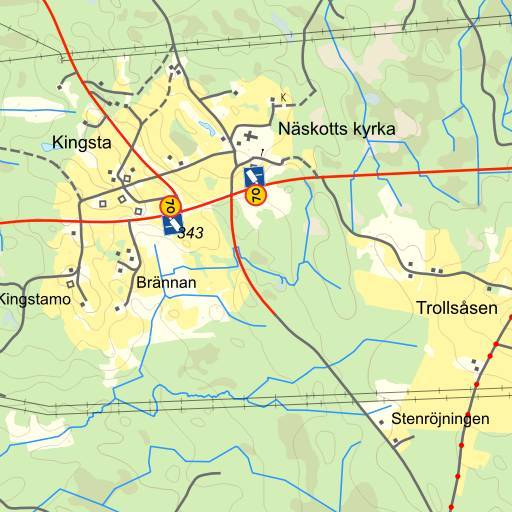 K
Näskotts kyrka
Kingsta
70
70
343
Brännan
Kingstamo
Trollsåsen
Stenröjningen